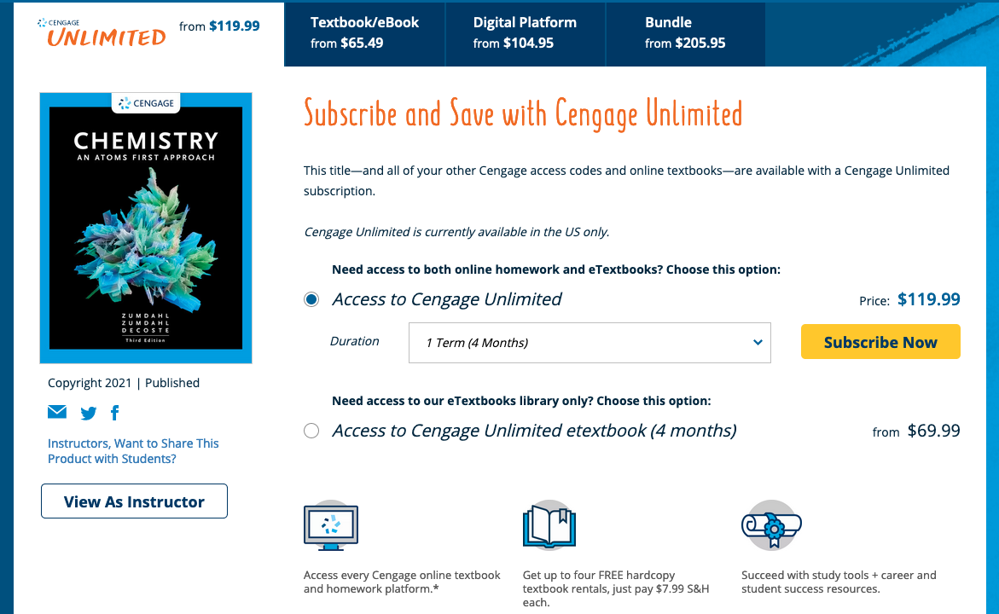 CENGAGE
UNLIMITED
from $119.99
Textbook/eBook
from $65.49
Digital Platform
from $104.95
Bundle
from $205.95
CENGAGE
CHEMISTRY
AN ATOMS FIRST APPROACH
ZUMDAHL
ZUMDAHL
DECOSTE
Third Edition
Copyright 2021 | Published
Instructors, Want to Share This
Product with Students?
View As Instructor
Subscribe and Save with Cengage Unlimited
This title—and all of your other Cengage access codes and online textbooks—are available with a Cengage Unlimited
subscription.
Cengage Unlimited is currently available in the US only.
Need access to both online homework and eTextbooks? Choose this option:
Access to Cengage Unlimited
Price: $119.99
Duration
1 Term (4 Months)
Subscribe Now
Need access to our eTextbooks library only? Choose this option:
Access to Cengage Unlimited etextbook (4 months)
from $69.99
Access every Cengage online textbook
and homework platform.*
Get up to four FREE hardcopy
textbook rentals, just pay $7.99 S&H
each.
Succeed with study tools + career and
student success resources.